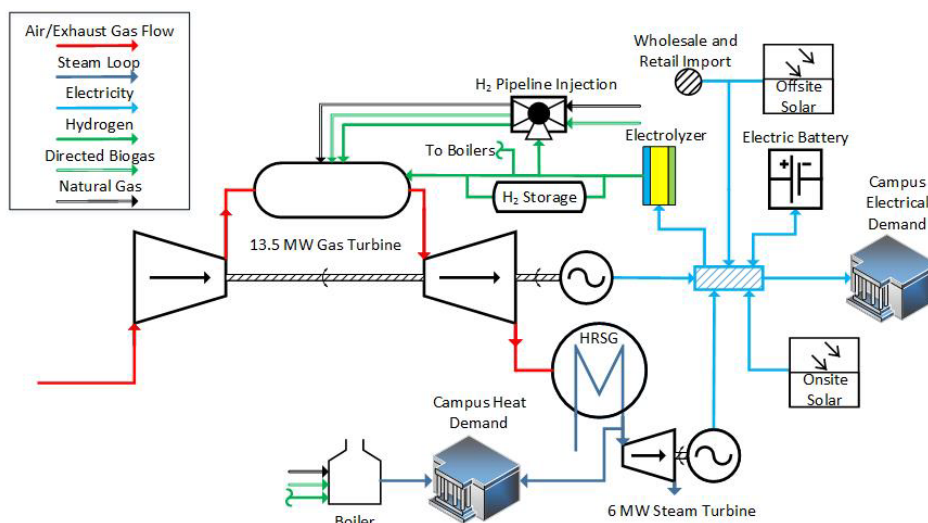 Air/Exhaust Gas Flow
Steam Loop
Electricity
Hydrogen
Directed Biogas
Natural Gas
Wholesale and
Retail Import
Offsite
Solar
H₂ Pipeline Injection
To Boilers
Electrolyzer
Electric Battery
+ −
H₂ Storage
Campus
Electrical
Demand
13.5 MW Gas Turbine
HRSG
Onsite
Solar
Campus Heat
Demand
Boiler
6 MW Steam Turbine